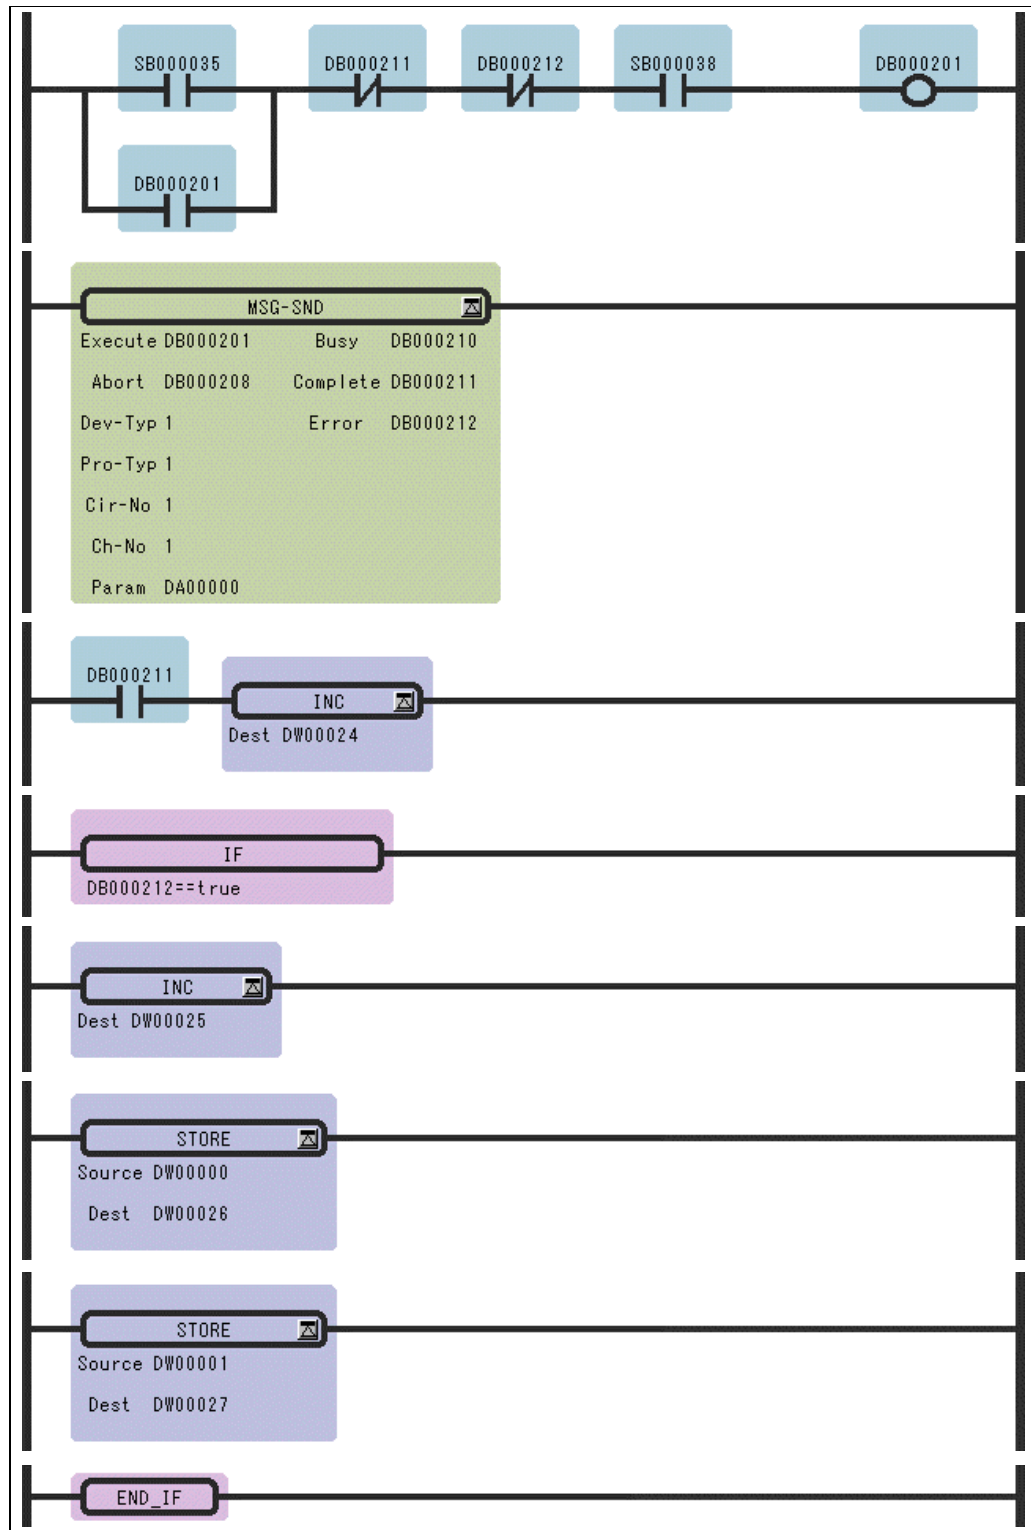 SB000035 DB000211 DB000212 SB000038 DB000201
DB000201
MSG-SND
Execute DB000201 Busy DB000210
Abort DB000208 Complete DB000211
Dev-Typ 1 Error DB000212
Pro-Typ 1
Cir-No 1
Ch-No 1
Param DA00000
DB000211
INC
Dest DW00024
IF
DB000212==true
INC
Dest DW00025
STORE
Source DW00000
Dest DW00026
STORE
Source DW00001
Dest DW00027
END_IF